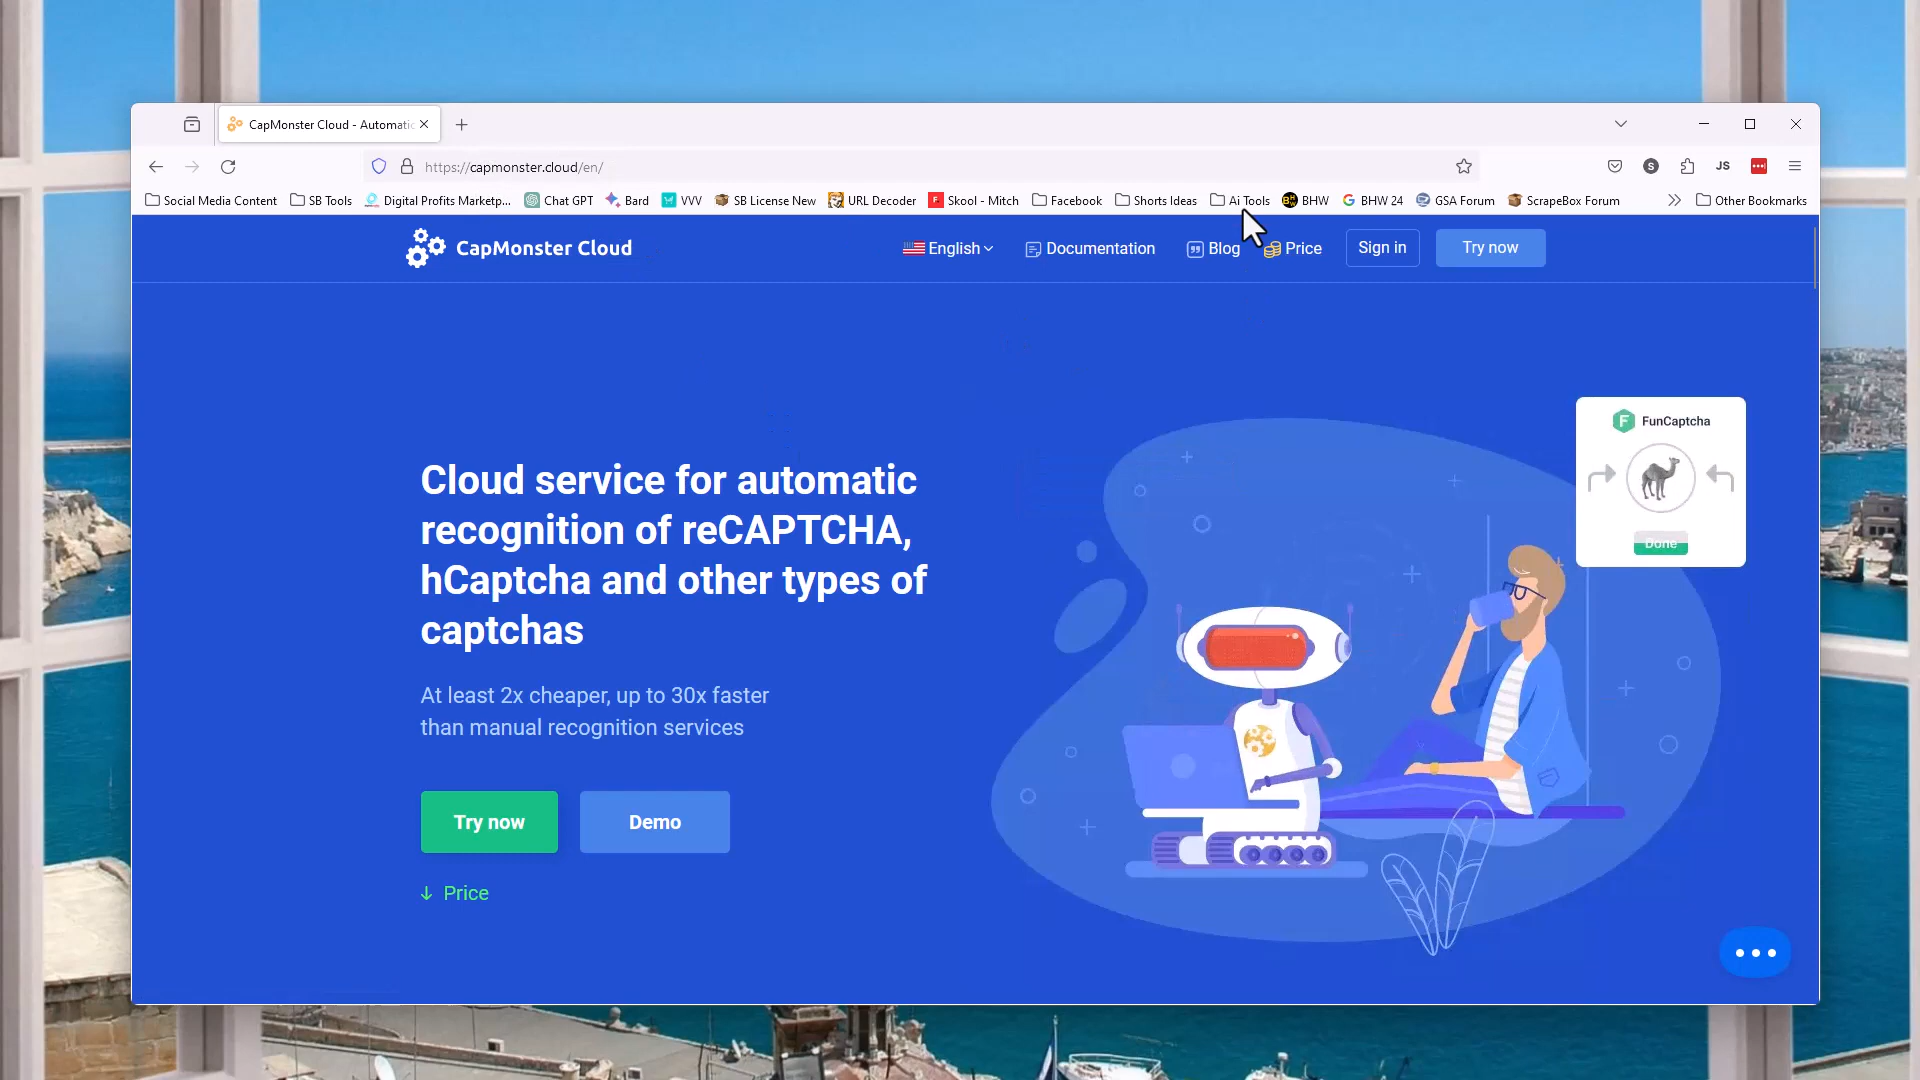 CapMonster Cloud - Automatic
https://capmonster.cloud/en/
S
JS
Social Media Content
SB Tools
Digital Profits Marketp...
Chat GPT
Bard
VVV
SB License New
URL Decoder
Skool - Mitch
Facebook
Shorts Ideas
Ai Tools
BHW
BHW 24
GSA Forum
ScrapeBox Forum
Other Bookmarks
CapMonster Cloud
English
Documentation
Blog
Price
Sign in
Try now
F FunCaptcha
Done
Cloud service for automatic
recognition of reCAPTCHA,
hCaptcha and other types of
captchas
At least 2x cheaper, up to 30x faster
than manual recognition services
Try now
Demo
Price